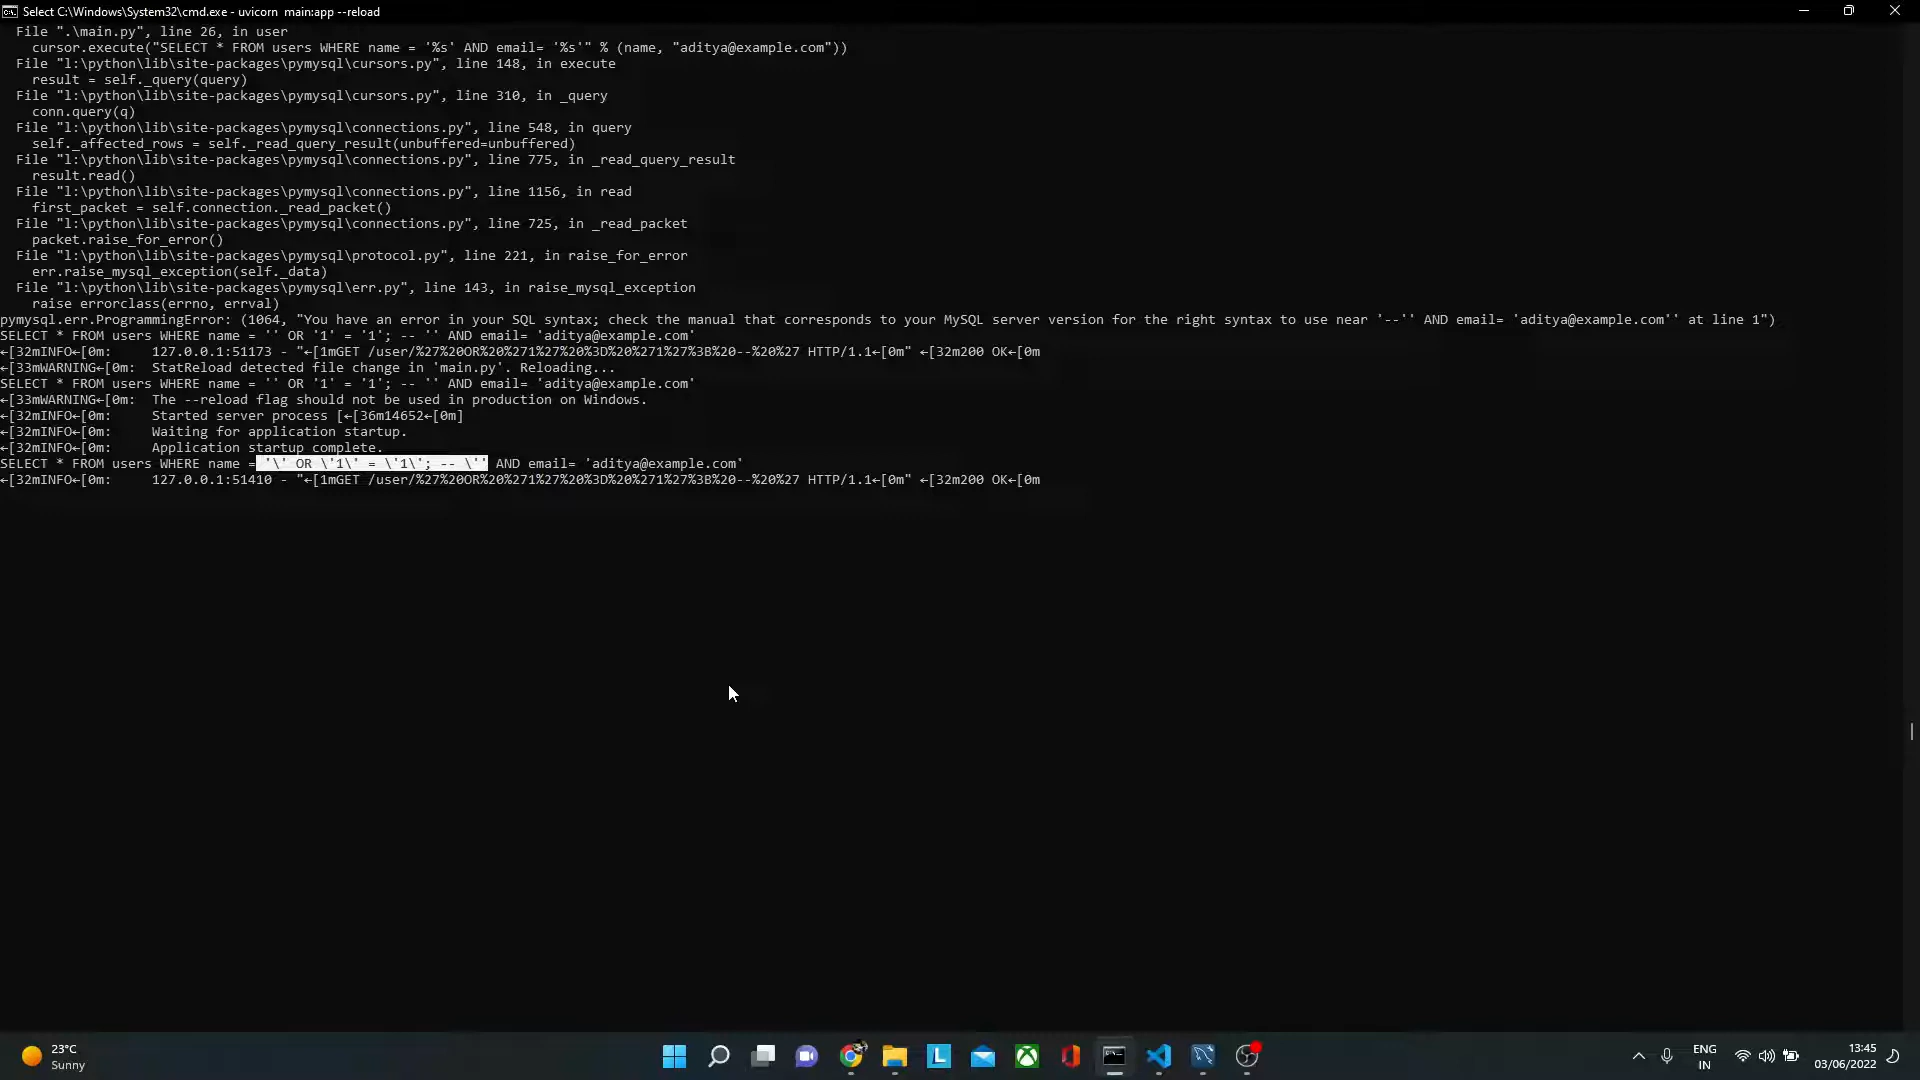 Select C:\Windows\System32\cmd.exe - uvicorn  main:app --reload
  File ".\main.py", line 26, in user
    cursor.execute("SELECT * FROM users WHERE name = '%s' AND email= '%s'" % (name, "aditya@example.com"))
  File "l:\python\lib\site-packages\pymysql\cursors.py", line 148, in execute
    result = self._query(query)
  File "l:\python\lib\site-packages\pymysql\cursors.py", line 310, in _query
    conn.query(q)
  File "l:\python\lib\site-packages\pymysql\connections.py", line 548, in query
    self._affected_rows = self._read_query_result(unbuffered=unbuffered)
  File "l:\python\lib\site-packages\pymysql\connections.py", line 775, in _read_query_result
    result.read()
  File "l:\python\lib\site-packages\pymysql\connections.py", line 1156, in read
    first_packet = self.connection._read_packet()
  File "l:\python\lib\site-packages\pymysql\connections.py", line 725, in _read_packet
    packet.raise_for_error()
  File "l:\python\lib\site-packages\pymysql\protocol.py", line 221, in raise_for_error
    err.raise_mysql_exception(self._data)
  File "l:\python\lib\site-packages\pymysql\err.py", line 143, in raise_mysql_exception
    raise errorclass(errno, errval)
pymysql.err.ProgrammingError: (1064, "You have an error in your SQL syntax; check the manual that corresponds to your MySQL server version for the right syntax to use near '--'' AND email= 'aditya@example.com'' at line 1")
SELECT * FROM users WHERE name = '' OR '1' = '1'; -- '' AND email= 'aditya@example.com'
←[32mINFO←[0m:     127.0.0.1:51173 - "←[1mGET /user/%27%20OR%20%271%27%20%3D%20%271%27%3B%20--%20%27 HTTP/1.1←[0m" ←[32m200 OK←[0m
←[33mWARNING←[0m:  StatReload detected file change in 'main.py'. Reloading...
SELECT * FROM users WHERE name = '' OR '1' = '1'; -- '' AND email= 'aditya@example.com'
←[33mWARNING←[0m:  The --reload flag should not be used in production on Windows.
←[32mINFO←[0m:     Started server process [←[36m14652←[0m]
←[32mINFO←[0m:     Waiting for application startup.
←[32mINFO←[0m:     Application startup complete.
SELECT * FROM users WHERE name = '\' OR \'1\' = \'1\'; -- \'' AND email= 'aditya@example.com'
←[32mINFO←[0m:     127.0.0.1:51410 - "←[1mGET /user/%27%20OR%20%271%27%20%3D%20%271%27%3B%20--%20%27 HTTP/1.1←[0m" ←[32m200 OK←[0m
23°C
Sunny
L
ENG
IN
13:45
03/06/2022